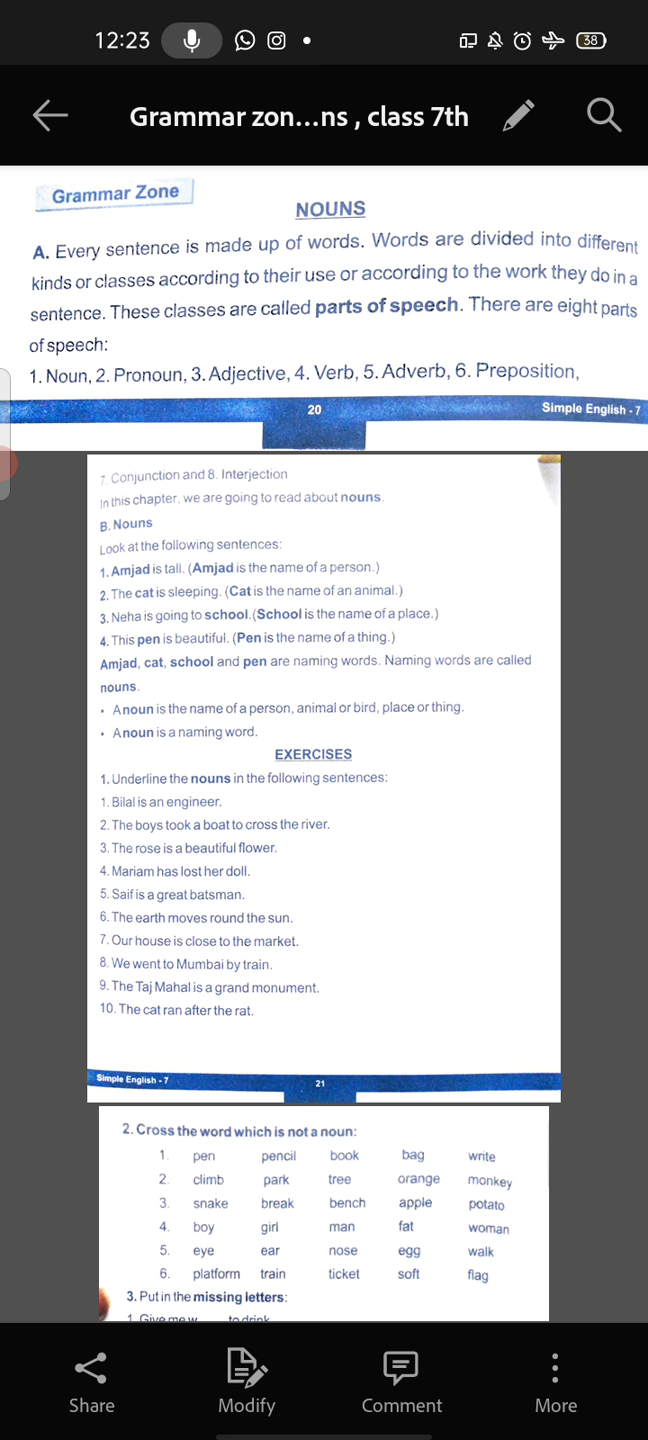 12:23
38
Grammar zon...ns , class 7th
Grammar Zone
NOUNS
A. Every sentence is made up of words. Words are divided into different
kinds or classes according to their use or according to the work they do in a
sentence. These classes are called parts of speech. There are eight parts
of speech:
1. Noun, 2. Pronoun, 3. Adjective, 4. Verb, 5. Adverb, 6. Preposition,
20 Simple English - 7
7. Conjunction and 8. Interjection
In this chapter, we are going to read about nouns.
B. Nouns
Look at the following sentences:
1. Amjad is tall. (Amjad is the name of a person.)
2. The cat is sleeping. (Cat is the name of an animal.)
3. Neha is going to school. (School is the name of a place.)
4. This pen is beautiful. (Pen is the name of a thing.)
Amjad, cat, school and pen are naming words. Naming words are called
nouns.
• A noun is the name of a person, animal or bird, place or thing.
• A noun is a naming word.
EXERCISES
1. Underline the nouns in the following sentences:
1. Bilal is an engineer.
2. The boys took a boat to cross the river.
3. The rose is a beautiful flower.
4. Mariam has lost her doll.
5. Saif is a great batsman.
6. The earth moves round the sun.
7. Our house is close to the market.
8. We went to Mumbai by train.
9. The Taj Mahal is a grand monument.
10. The cat ran after the rat.
Simple English - 7 21
2. Cross the word which is not a noun:
1. pen pencil book bag write
2. climb park tree orange monkey
3. snake break bench apple potato
4. boy girl man fat woman
5. eye ear nose egg walk
6. platform train ticket soft flag
3. Put in the missing letters:
1. Give me w to drink
Share Modify Comment More